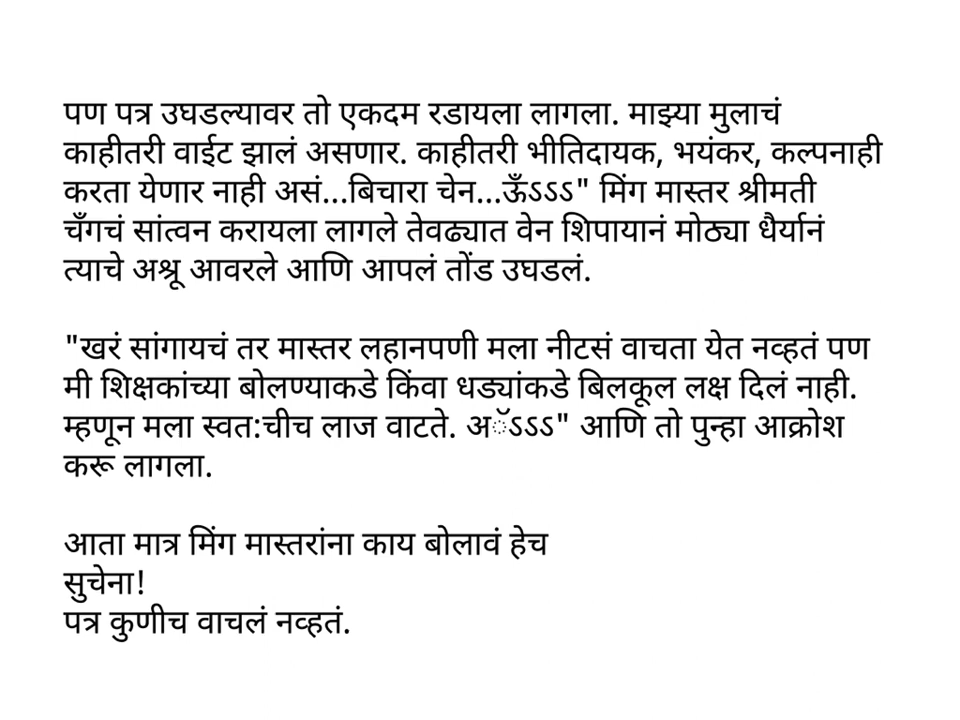 पण पत्र उघडल्यावर तो एकदम रडायला लागला. माझ्या मुलाचं
काहीतरी वाईट झालं असणार. काहीतरी भीतिदायक, भयंकर, कल्पनाही
करता येणार नाही असं...बिचारा चेन...ऊँऽऽऽ" मिंग मास्तर श्रीमती
चँगचं सांत्वन करायला लागले तेवढ्यात वेन शिपायानं मोठ्या धैर्यानं
त्याचे अश्रू आवरले आणि आपलं तोंड उघडलं.
"खरं सांगायचं तर मास्तर लहानपणी मला नीटसं वाचता येत नव्हतं पण
मी शिक्षकांच्या बोलण्याकडे किंवा धड्यांकडे बिलकूल लक्ष दिलं नाही.
म्हणून मला स्वत:चीच लाज वाटते. अॅऽऽऽ" आणि तो पुन्हा आक्रोश
करू लागला.
आता मात्र मिंग मास्तरांना काय बोलावं हेच
सुचेना!
पत्र कुणीच वाचलं नव्हतं.